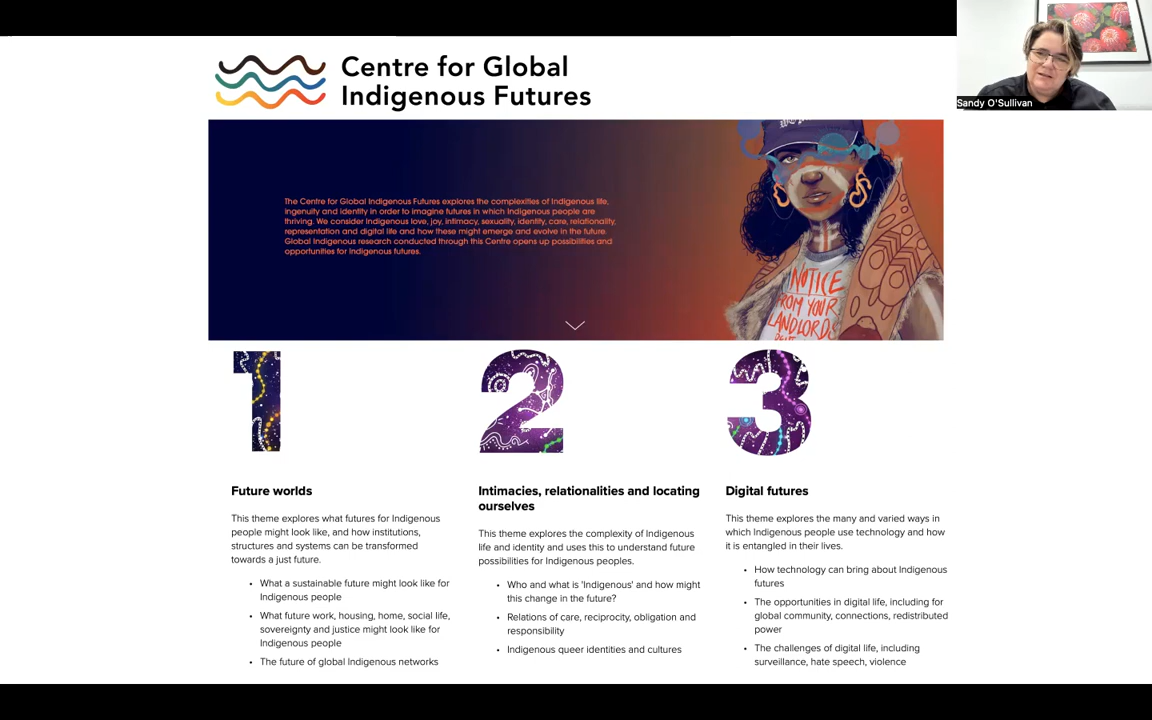 Sandy O'Sullivan
Centre for Global
Indigenous Futures
The Centre for Global Indigenous Futures explores the complexities of Indigenous life,
ingenuity and identity in order to imagine futures in which Indigenous people are
thriving. We consider Indigenous love, joy, intimacy, sexuality, identity, care, relationality,
representation and digital life and how these might emerge and evolve in the future.
Global Indigenous research conducted through this Centre opens up possibilities and
opportunities for Indigenous futures.
NOTICE
FROM YOUR
LANDLORDS
1
2
3
Future worlds
This theme explores what futures for Indigenous
people might look like, and how institutions,
structures and systems can be transformed
towards a just future.
• What a sustainable future might look like for
Indigenous people
• What future work, housing, home, social life,
sovereignty and justice might look like for
Indigenous people
• The future of global Indigenous networks
Intimacies, relationalities and locating
ourselves
This theme explores the complexity of Indigenous
life and identity and uses this to understand future
possibilities for Indigenous peoples.
• Who and what is 'Indigenous' and how might
this change in the future?
• Relations of care, reciprocity, obligation and
responsibility
• Indigenous queer identities and cultures
Digital futures
This theme explores the many and varied ways in
which Indigenous people use technology and how
it is entangled in their lives.
• How technology can bring about Indigenous
futures
• The opportunities in digital life, including for
global community, connections, redistributed
power
• The challenges of digital life, including
surveillance, hate speech, violence